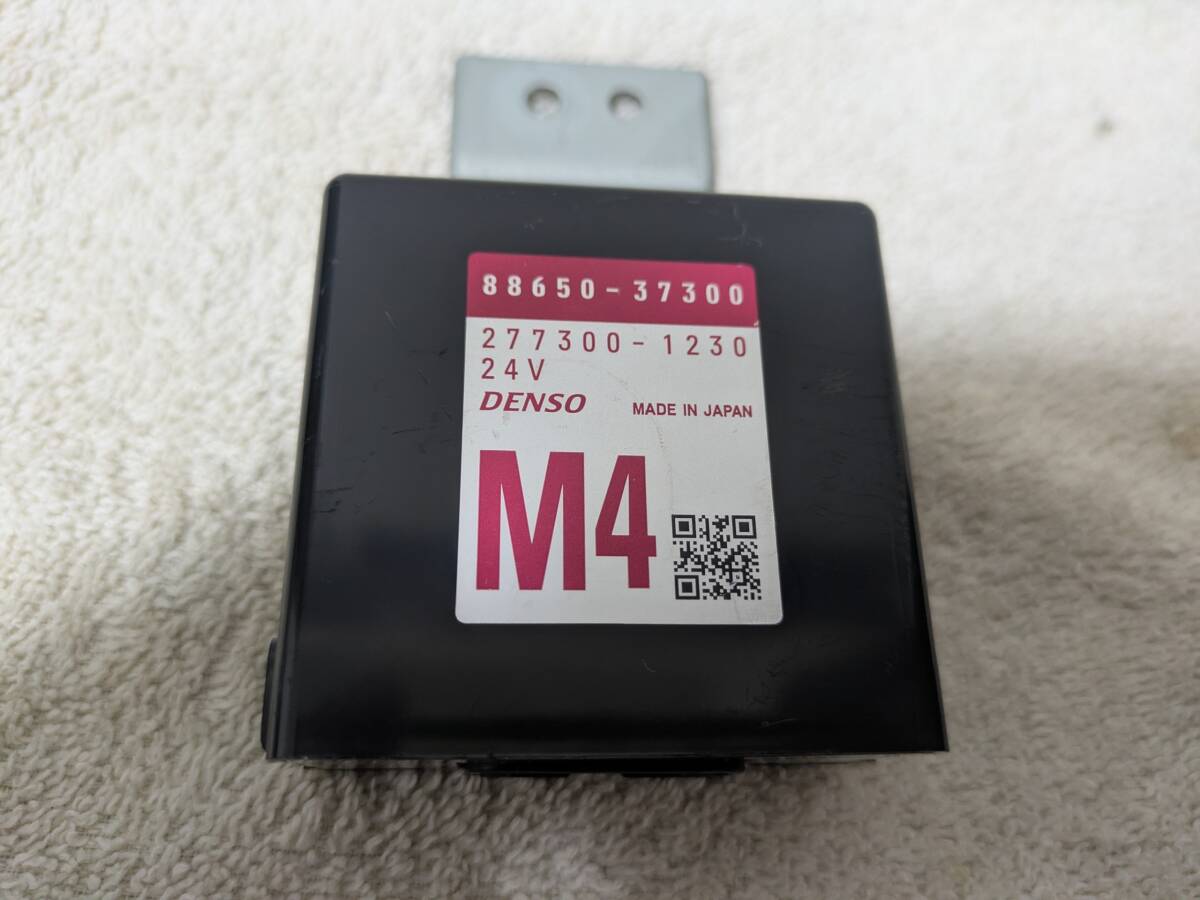 88650-37300
277300-1230
24V
DENSO MADE IN JAPAN
M4